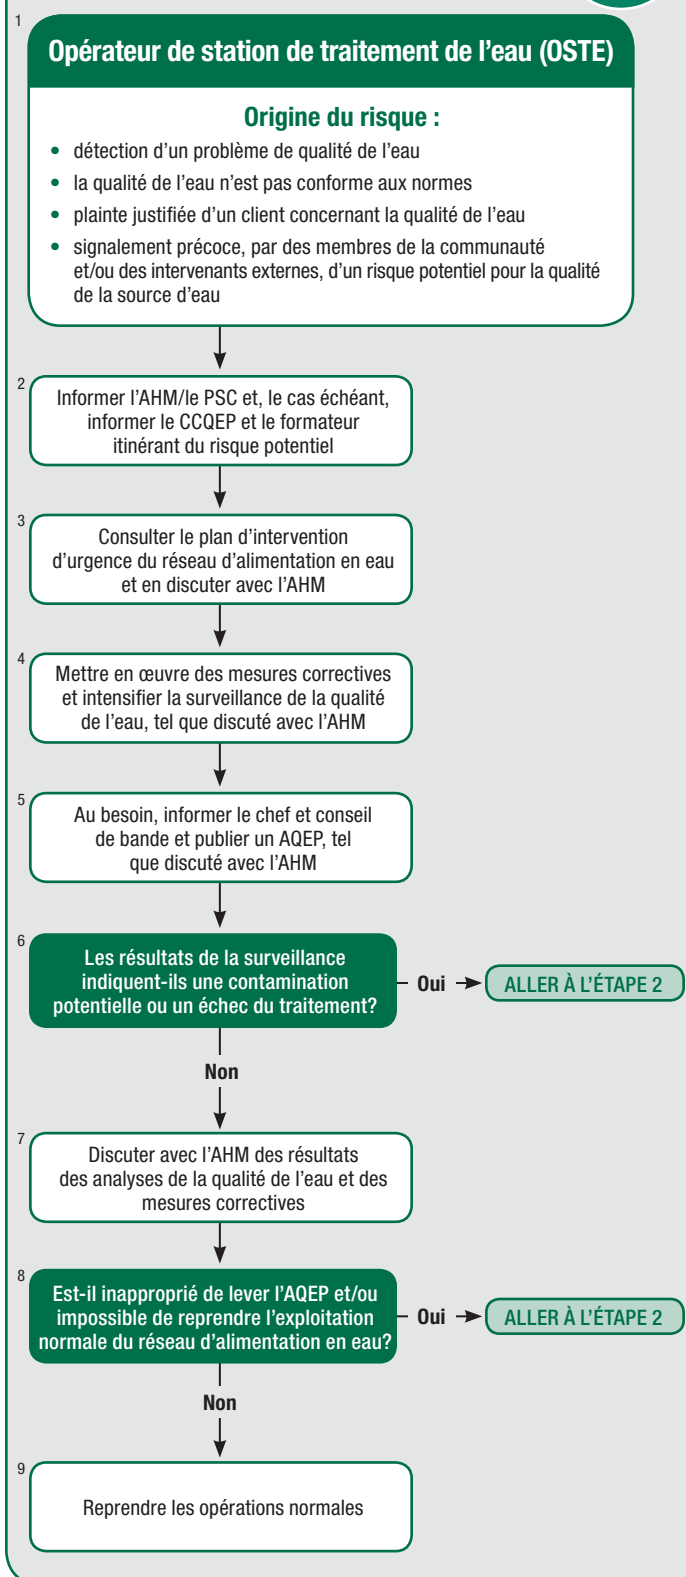 1
Opérateur de station de traitement de l’eau (OSTE)
Origine du risque :
• détection d’un problème de qualité de l’eau
• la qualité de l’eau n’est pas conforme aux normes
• plainte justifiée d’un client concernant la qualité de l’eau
• signalement précoce, par des membres de la communauté
et/ou des intervenants externes, d’un risque potentiel pour la qualité
de la source d’eau
2
Informer l’AHM/le PSC et, le cas échéant,
informer le CCQEP et le formateur
itinérant du risque potentiel
3
Consulter le plan d’intervention
d’urgence du réseau d’alimentation en eau
et en discuter avec l’AHM
4
Mettre en œuvre des mesures correctives
et intensifier la surveillance de la qualité
de l’eau, tel que discuté avec l’AHM
5
Au besoin, informer le chef et conseil
de bande et publier un AQEP, tel
que discuté avec l’AHM
6
Les résultats de la surveillance
indiquent-ils une contamination
potentielle ou un échec du traitement?
Oui
ALLER À L’ÉTAPE 2
Non
7
Discuter avec l’AHM des résultats
des analyses de la qualité de l’eau et des
mesures correctives
8
Est-il inapproprié de lever l’AQEP et/ou
impossible de reprendre l’exploitation
normale du réseau d’alimentation en eau?
Oui
ALLER À L’ÉTAPE 2
Non
9
Reprendre les opérations normales